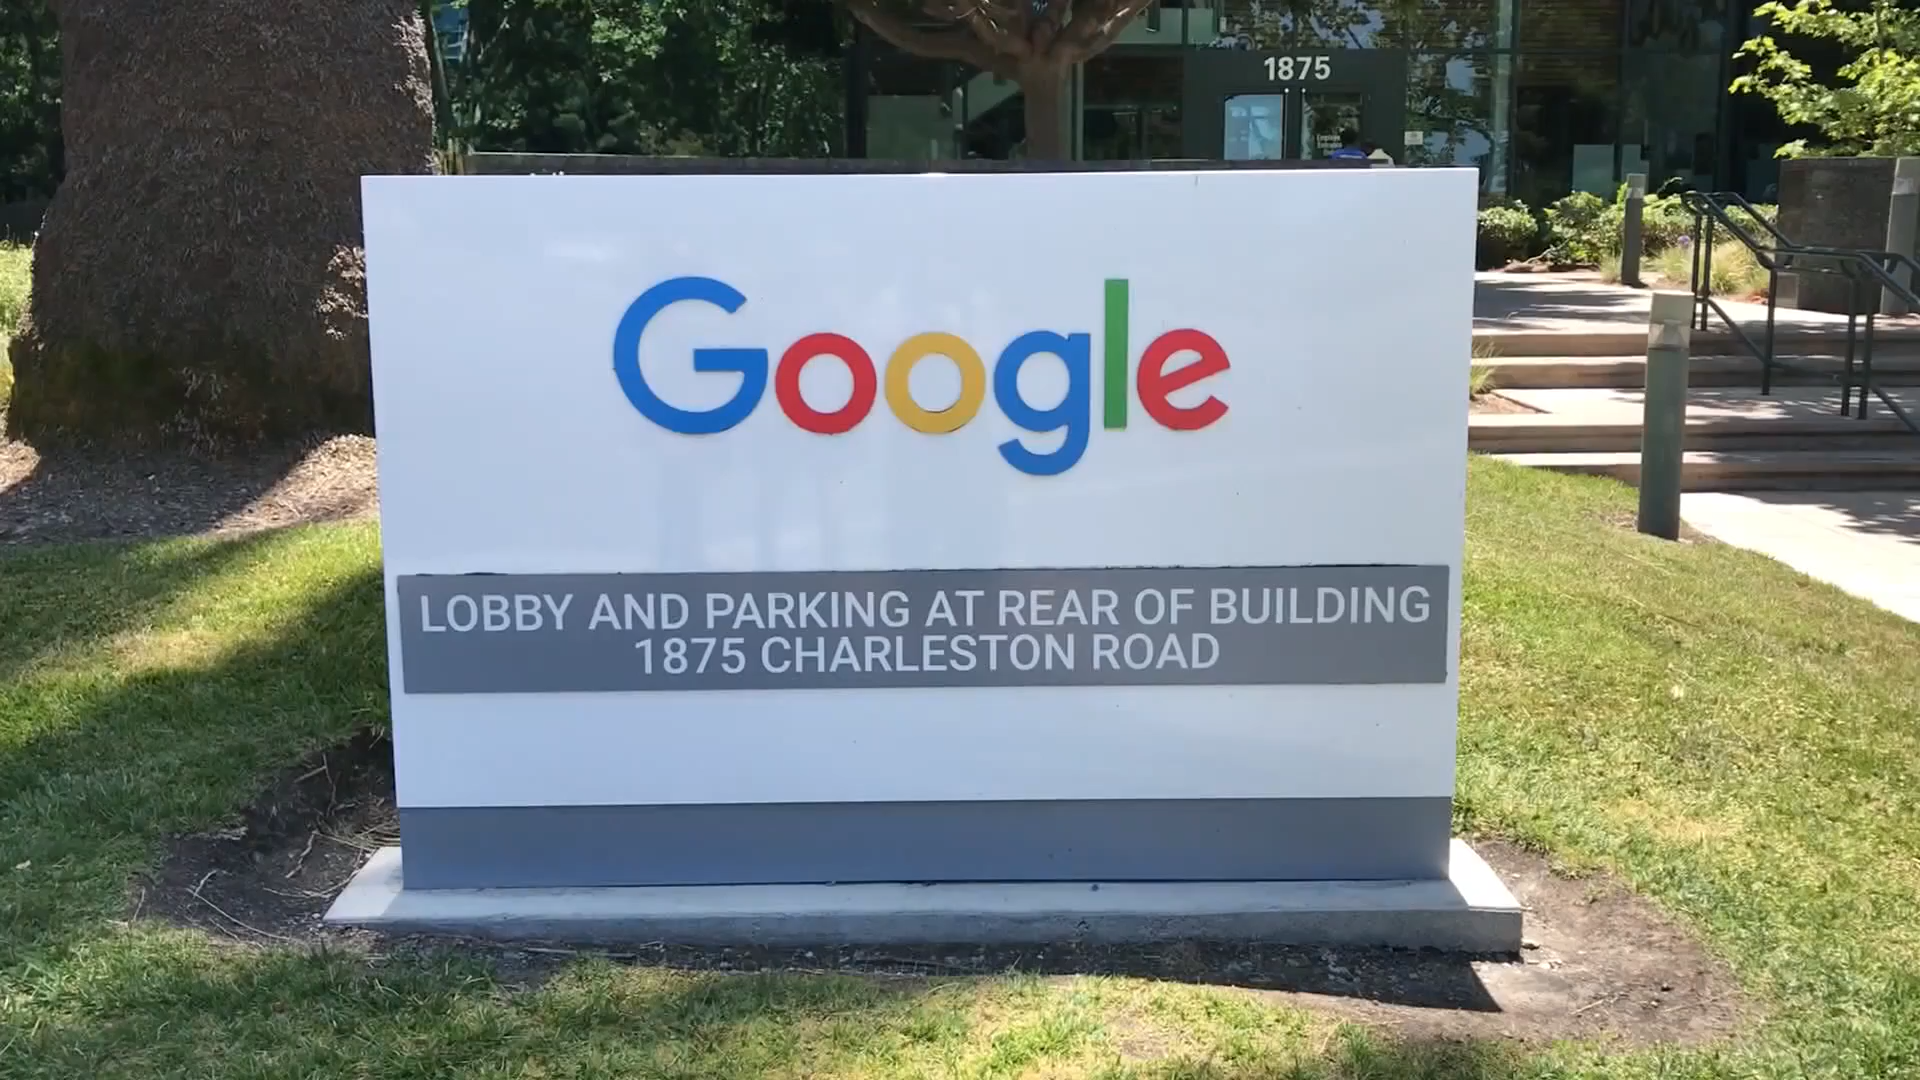 1875
Google
LOBBY AND PARKING AT REAR OF BUILDING
1875 CHARLESTON ROAD